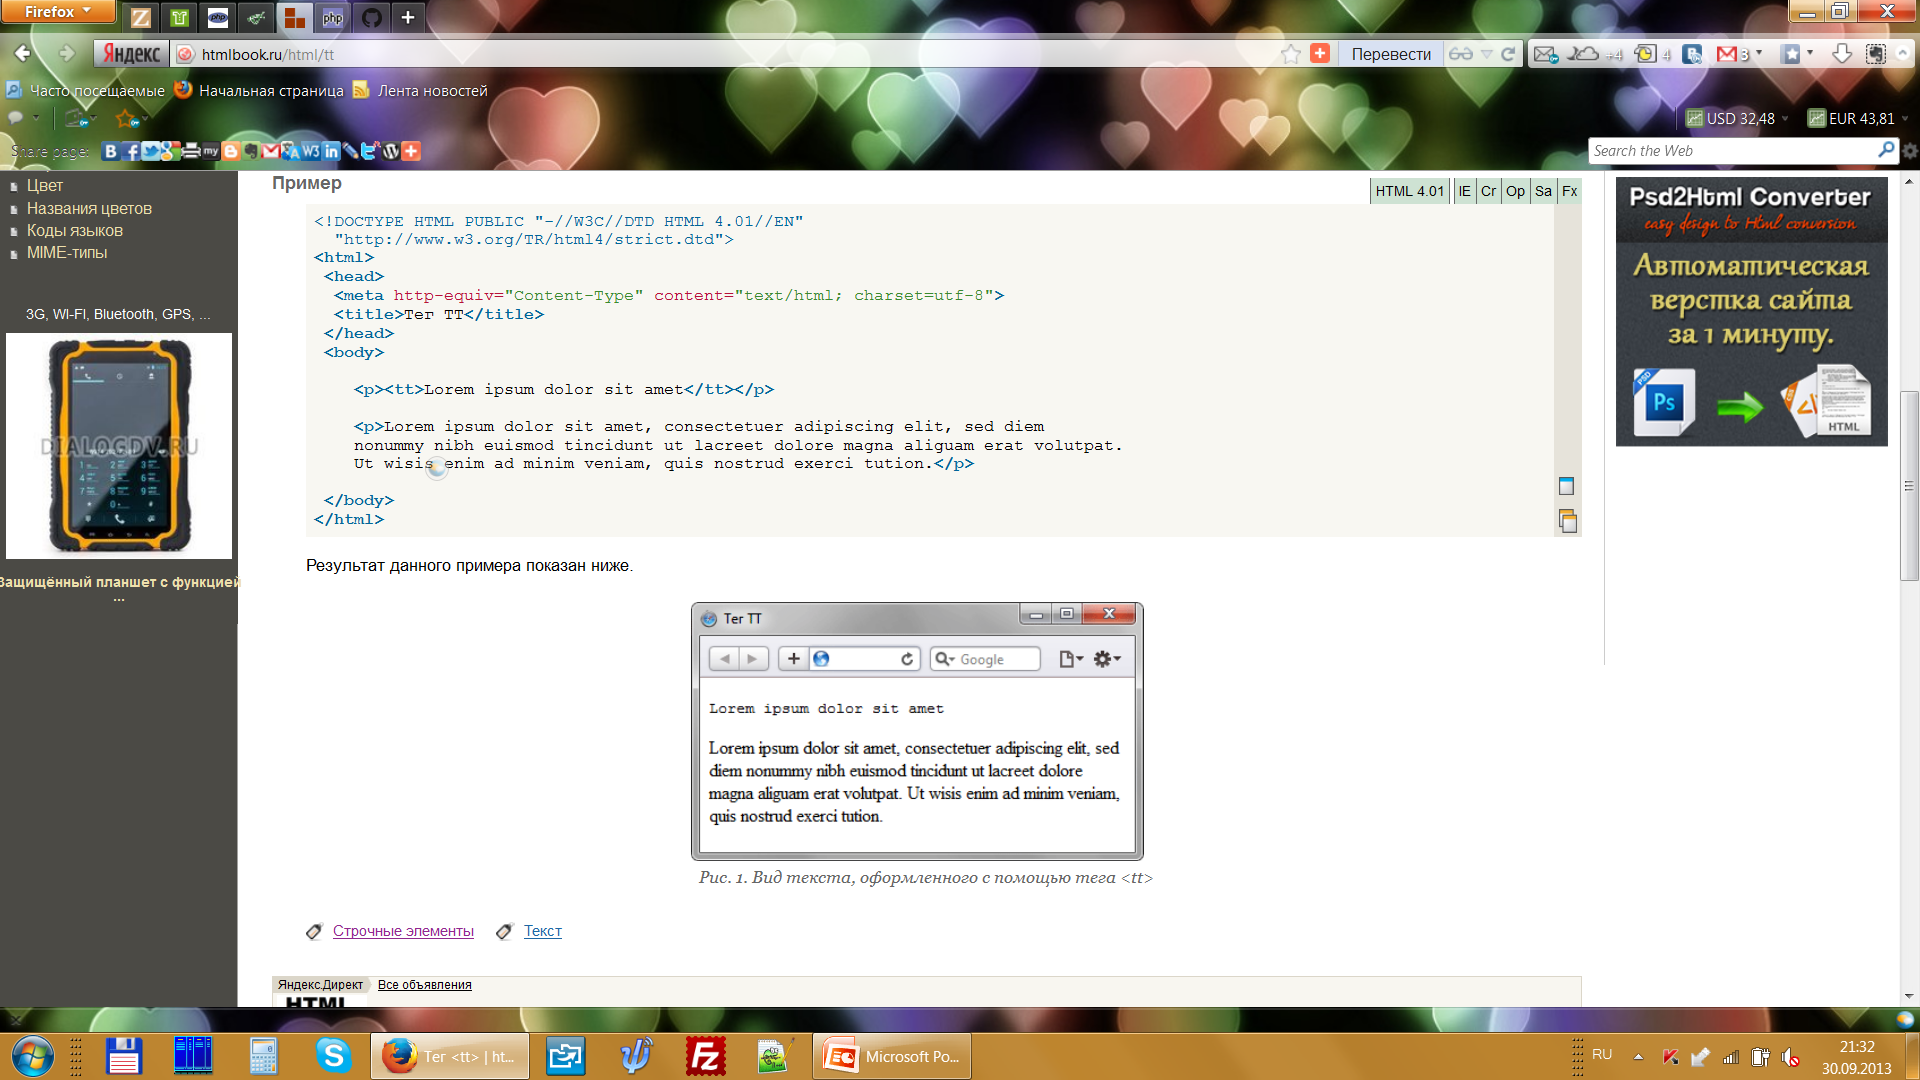 Firefox
Яндекс
htmlbook.ru/html/tt
Перевести
+4
4
3
Часто посещаемые
Начальная страница
Лента новостей
USD 32,48
EUR 43,81
Share page:
Search the Web
Цвет
Названия цветов
Коды языков
MIME-типы
3G, WI-FI, Bluetooth, GPS, ...
DIALOGDV.RU
Защищённый планшет с функцией
...
Пример
HTML 4.01
IE
Cr
Op
Sa
Fx
<!DOCTYPE HTML PUBLIC "-//W3C//DTD HTML 4.01//EN"
"http://www.w3.org/TR/html4/strict.dtd">
<html>
<head>
<meta http-equiv="Content-Type" content="text/html; charset=utf-8">
<title>Тег TT</title>
</head>
<body>
<p><tt>Lorem ipsum dolor sit amet</tt></p>
<p>Lorem ipsum dolor sit amet, consectetuer adipiscing elit, sed diem
nonummy nibh euismod tincidunt ut lacreet dolore magna aliguam erat volutpat.
Ut wisis enim ad minim veniam, quis nostrud exerci tution.</p>
</body>
</html>
Результат данного примера показан ниже.
Тег TT
Google
Lorem ipsum dolor sit amet
Lorem ipsum dolor sit amet, consectetuer adipiscing elit, sed
diem nonummy nibh euismod tincidunt ut lacreet dolore
magna aliguam erat volutpat. Ut wisis enim ad minim veniam,
quis nostrud exerci tution.
Рис. 1. Вид текста, оформленного с помощью тега <tt>
Строчные элементы
Текст
Яндекс.Директ
Все объявления
HTML
Psd2Html Converter
easy design to Html conversion
Автоматическая
верстка сайта
за 1 минуту.
PSD
Ps
HTML
Тег <tt> | ht...
Microsoft Po...
RU
21:32
30.09.2013